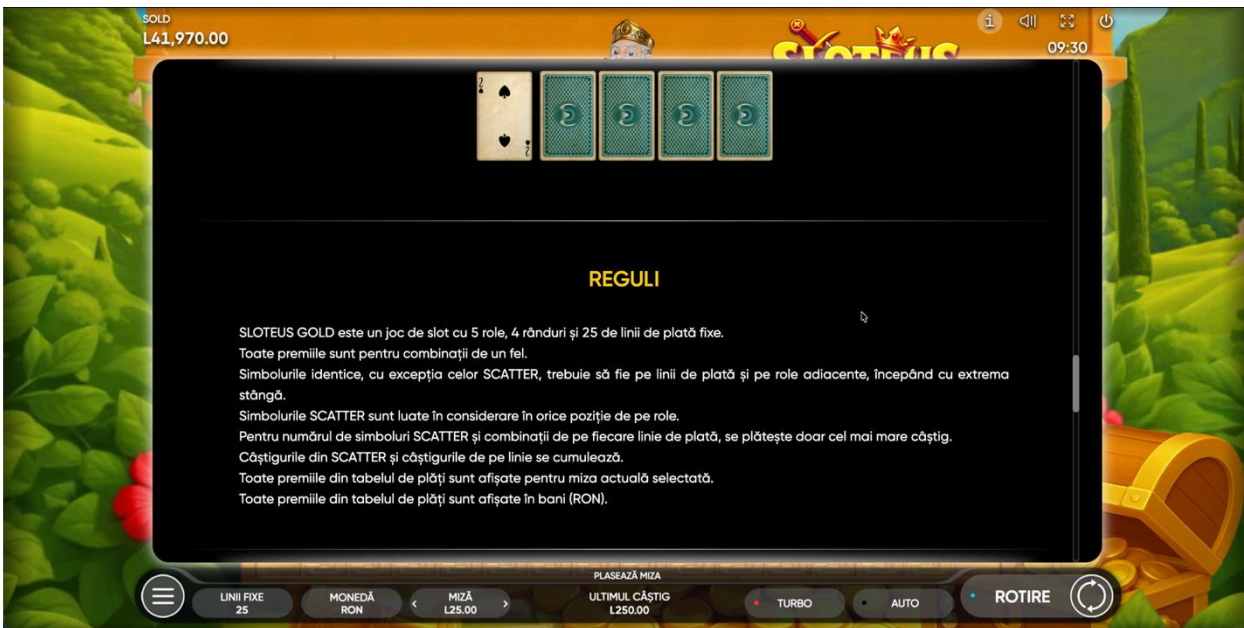 SOLD
L41,970.00
SLOTEUS
09:30
2
2
REGULI
SLOTEUS GOLD este un joc de slot cu 5 role, 4 rânduri și 25 de linii de plată fixe.
Toate premiile sunt pentru combinații de un fel.
Simbolurile identice, cu excepția celor SCATTER, trebuie să fie pe linii de plată și pe role adiacente, începând cu extrema
stângă.
Simbolurile SCATTER sunt luate în considerare în orice poziție de pe role.
Pentru numărul de simboluri SCATTER și combinații de pe fiecare linie de plată, se plătește doar cel mai mare câștig.
Câștigurile din SCATTER și câștigurile de pe linie se cumulează.
Toate premiile din tabelul de plăți sunt afișate pentru miza actuală selectată.
Toate premiile din tabelul de plăți sunt afișate în bani (RON).
PLASEAZĂ MIZA
LINII FIXE
25
MONEDĂ
RON
MIZĂ
L25.00
ULTIMUL CÂȘTIG
L250.00
TURBO
AUTO
ROTIRE